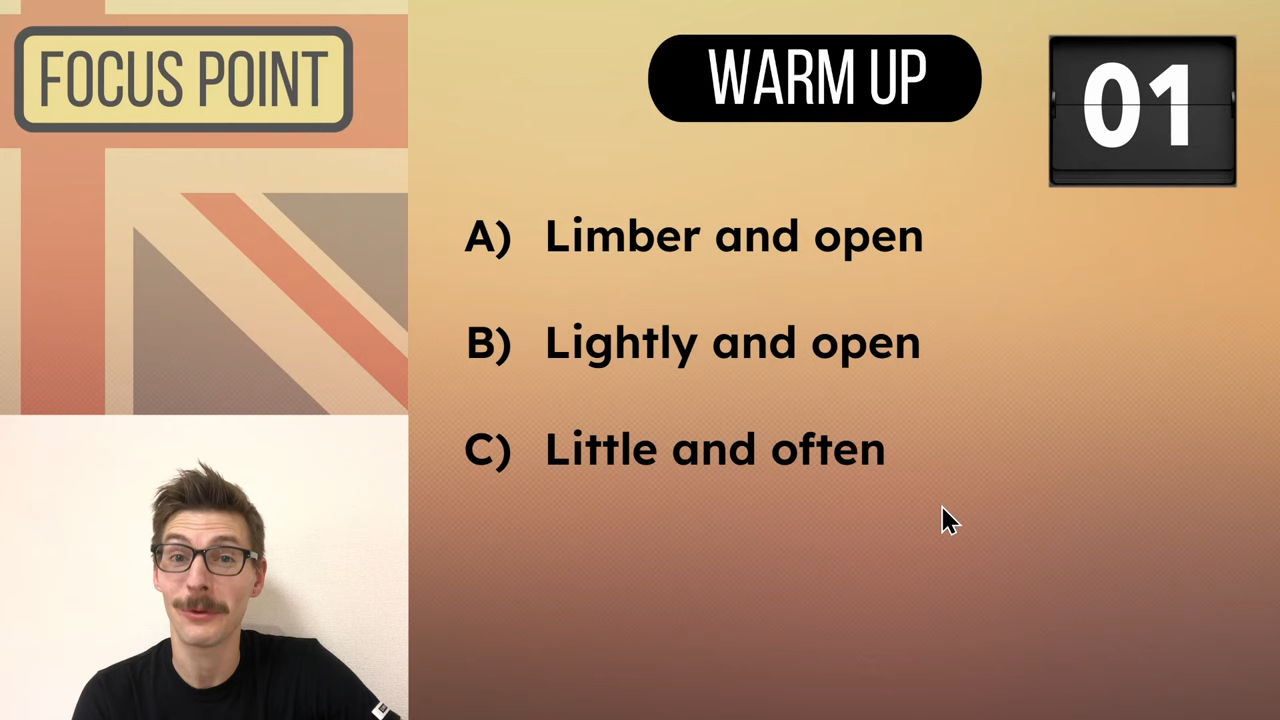 FOCUS POINT
WARM UP
01
A) Limber and open
B) Lightly and open
C) Little and often